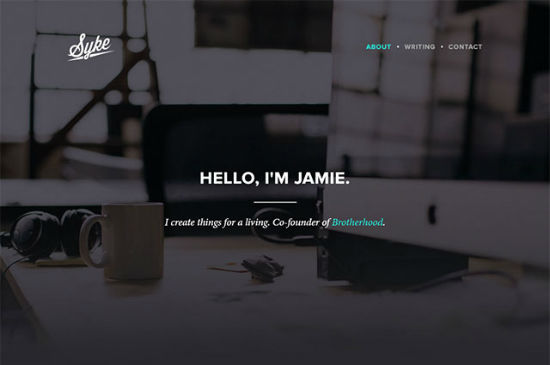 Syke
ABOUT • WRITING • CONTACT
HELLO, I'M JAMIE.
I create things for a living. Co-founder of Brotherhood.